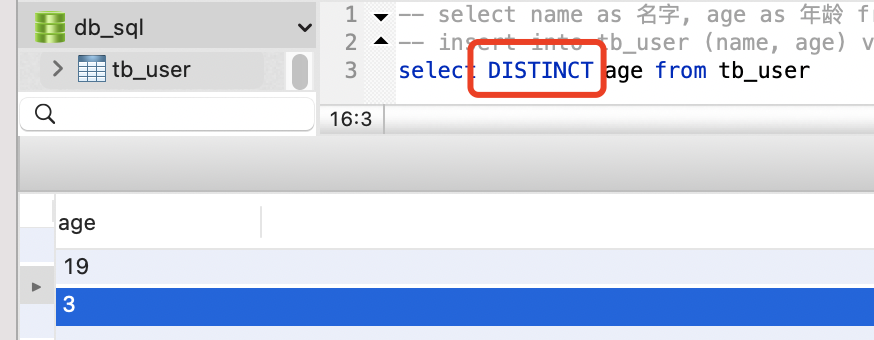 db_sql
tb_user
1 -- select name as 名字, age as 年龄
2 -- insert into tb_user (name, age)
3 select DISTINCT age from tb_user
16:3
age
19
3